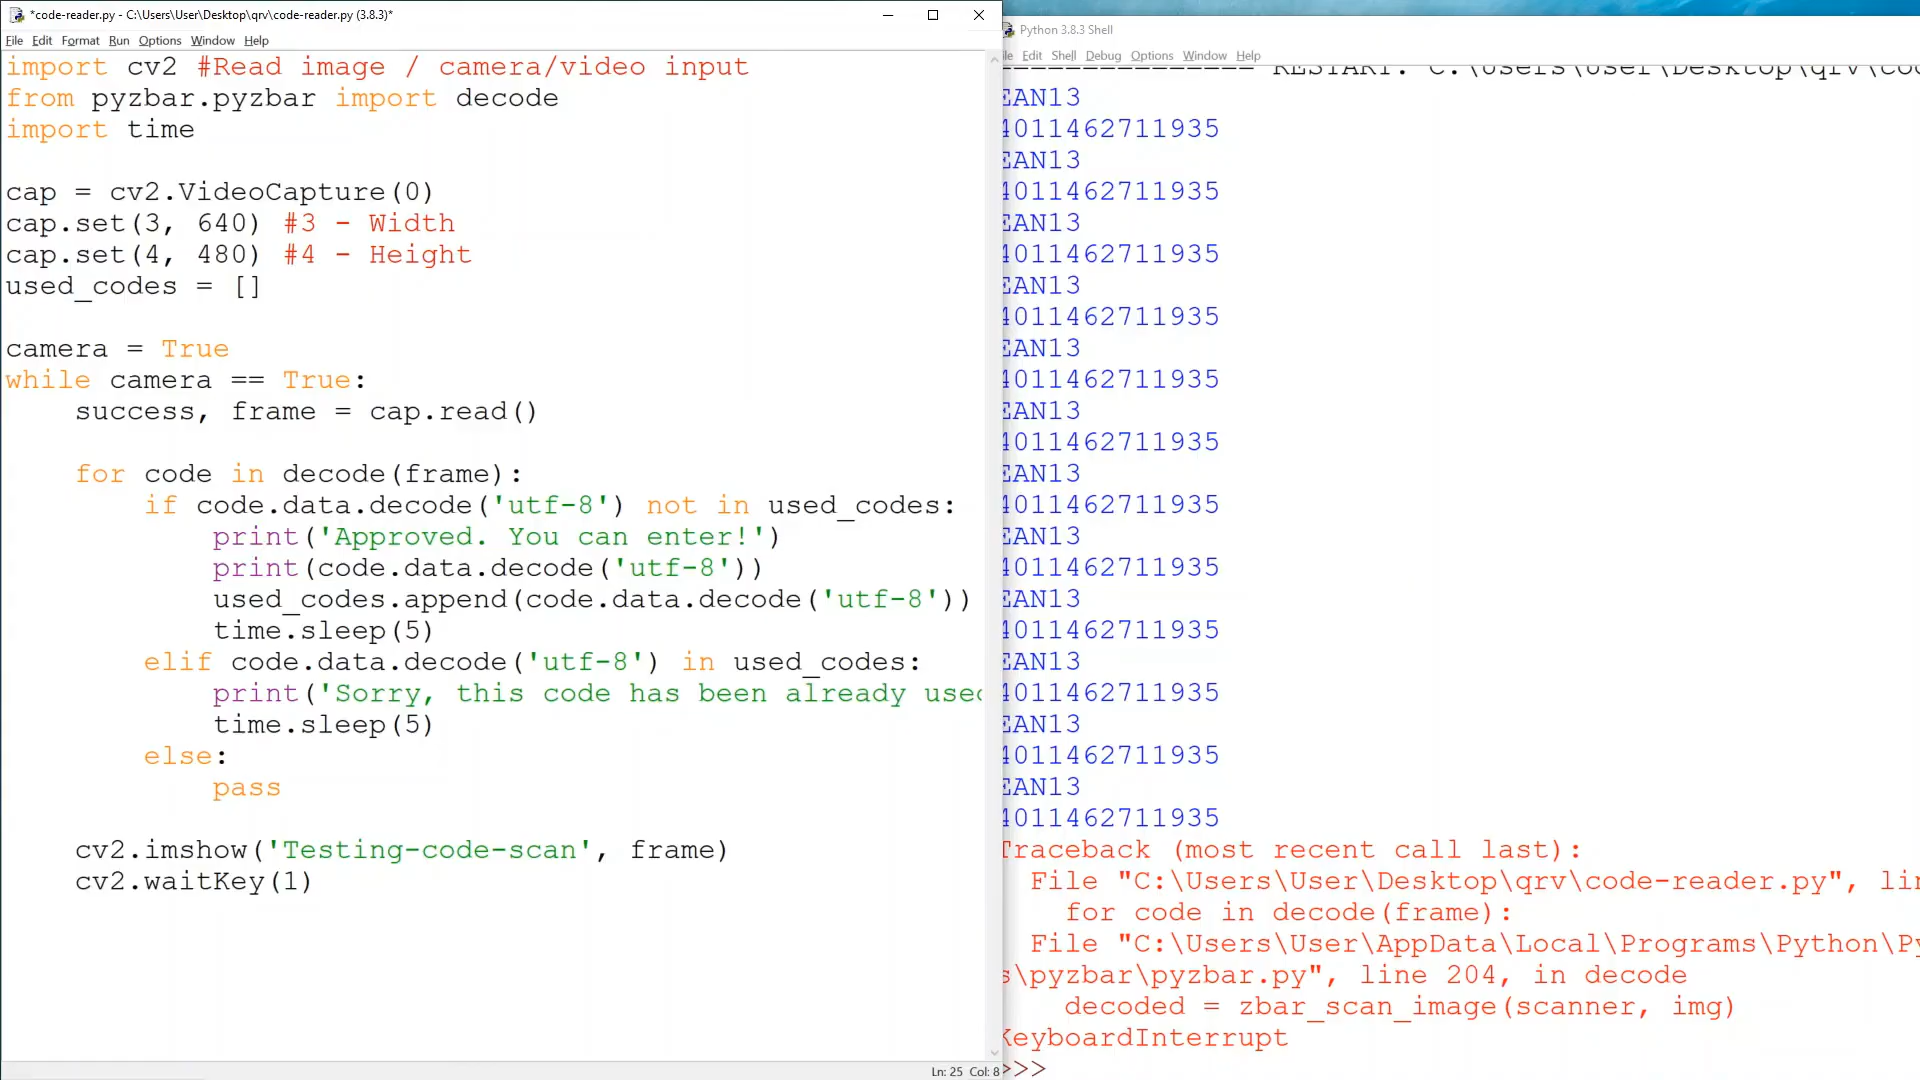 *code-reader.py - C:\Users\User\Desktop\qrv\code-reader.py (3.8.3)*
File Edit Format Run Options Window Help
import cv2 #Read image / camera/video input
from pyzbar.pyzbar import decode
import time
cap = cv2.VideoCapture(0)
cap.set(3, 640) #3 - Width
cap.set(4, 480) #4 - Height
used_codes = []
camera = True
while camera == True:
success, frame = cap.read()
for code in decode(frame):
if code.data.decode('utf-8') not in used_codes:
print('Approved. You can enter!')
print(code.data.decode('utf-8'))
used_codes.append(code.data.decode('utf-8'))
time.sleep(5)
elif code.data.decode('utf-8') in used_codes:
print('Sorry, this code has been already used
time.sleep(5)
else:
pass
cv2.imshow('Testing-code-scan', frame)
cv2.waitKey(1)
Ln: 25 Col: 8
Python 3.8.3 Shell
Edit Shell Debug Options Window Help
RESTART: C:\Users\User\Desktop\qrv\
EAN13
4011462711935
EAN13
4011462711935
EAN13
4011462711935
EAN13
4011462711935
EAN13
4011462711935
EAN13
4011462711935
EAN13
4011462711935
EAN13
4011462711935
EAN13
4011462711935
EAN13
4011462711935
EAN13
4011462711935
EAN13
4011462711935
Traceback (most recent call last):
File "C:\Users\User\Desktop\qrv\code-reader.py",
for code in decode(frame):
File "C:\Users\User\AppData\Local\Programs\Python\
s\pyzbar\pyzbar.py", line 204, in decode
decoded = zbar_scan_image(scanner, img)
KeyboardInterrupt
>>>